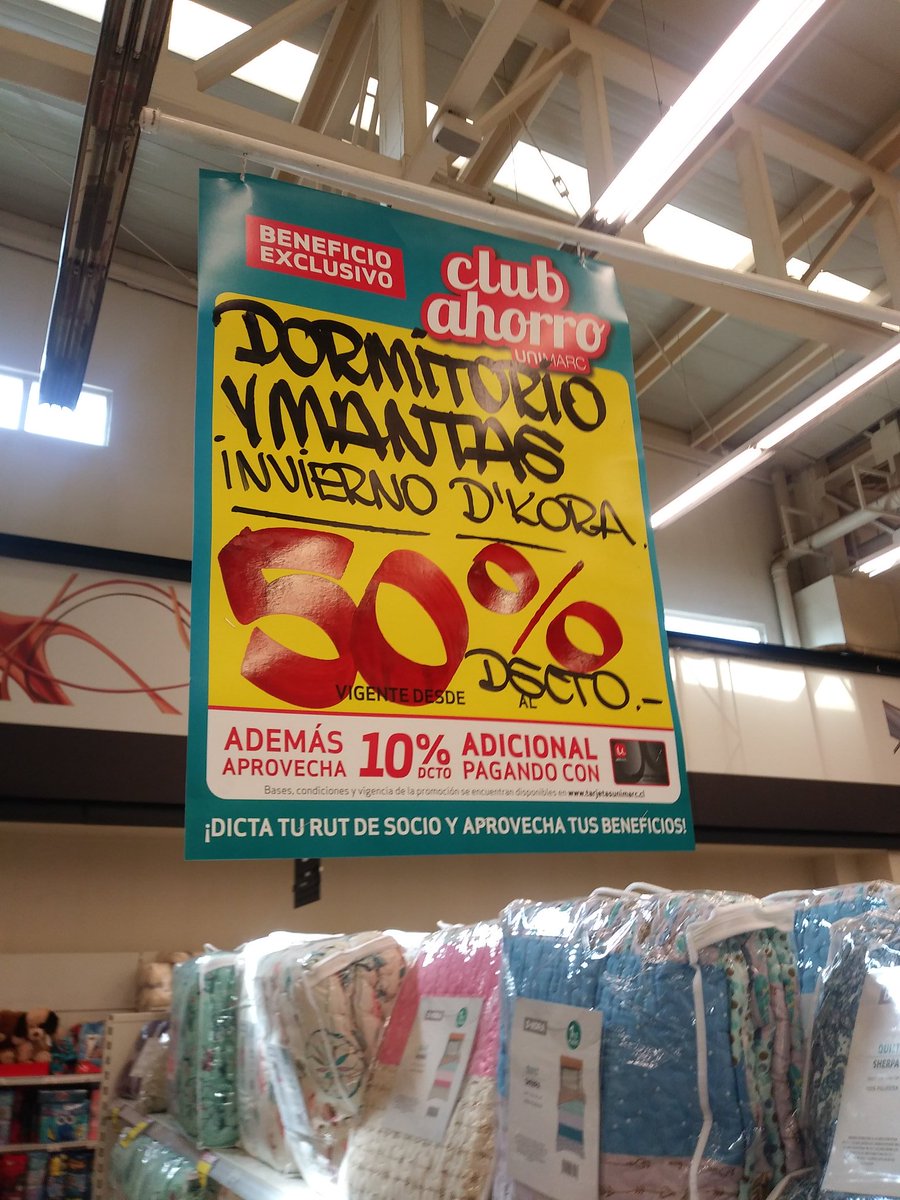 BENEFICIO
EXCLUSIVO
club
ahorro
UNIMARC
DORMITORIO
Y MANTAS
INVIERNO D'KORA.
50%
DSCTO.-
VIGENTE DESDE AL
ADEMÁS
APROVECHA
10%
DCTO
ADICIONAL
PAGANDO CON
Bases, condiciones y vigencia de la promoción se encuentran disponibles en www.tarjetasunimarc.cl
¡DICTA TU RUT DE SOCIO Y APROVECHA TUS BENEFICIOS!